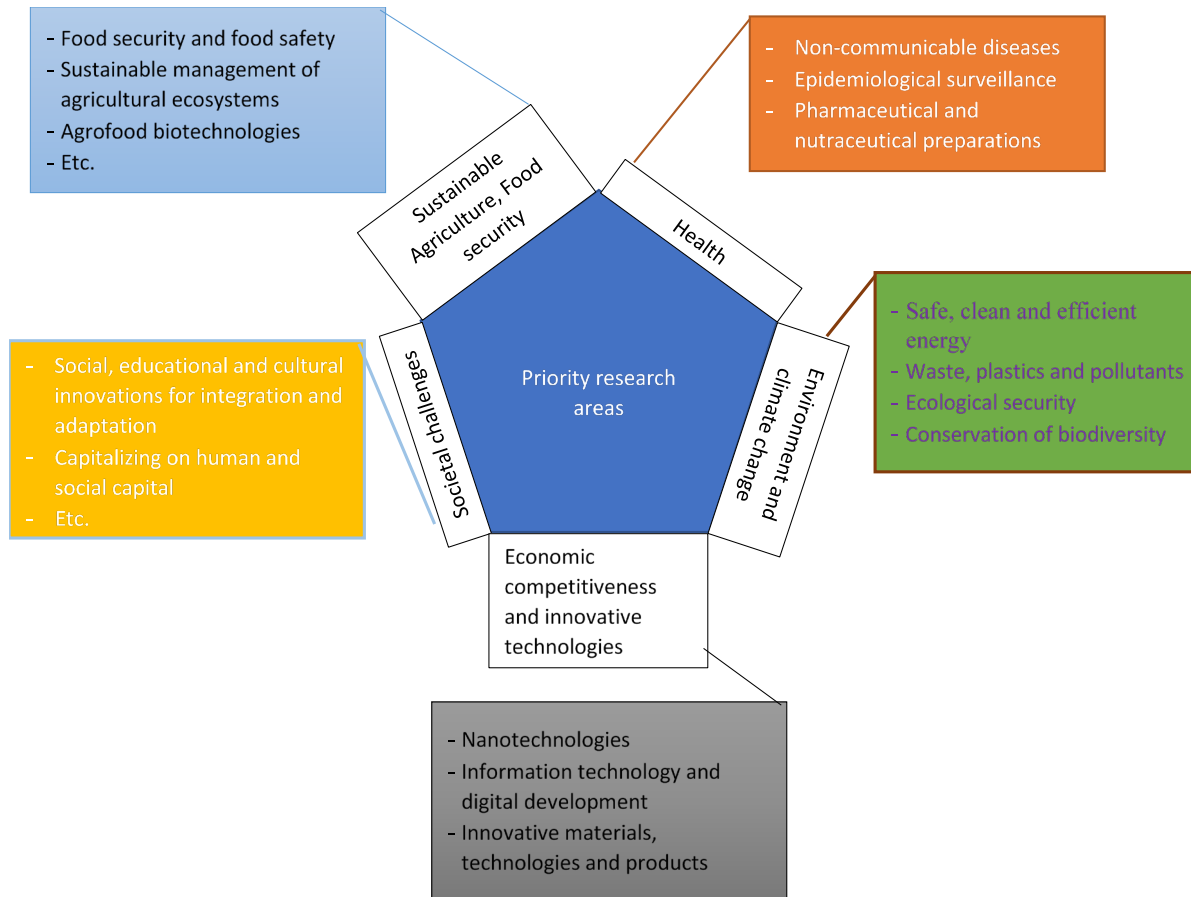 - Food security and food safety
- Sustainable management of
agricultural ecosystems
- Agrofood biotechnologies
- Etc.
- Non-communicable diseases
- Epidemiological surveillance
- Pharmaceutical and
nutraceutical preparations
Sustainable
Agriculture, Food
security
Health
- Safe, clean and efficient
energy
- Waste, plastics and pollutants
- Ecological security
- Conservation of biodiversity
- Social, educational and cultural
innovations for integration and
adaptation
- Capitalizing on human and
social capital
- Etc.
Societal challenges
Priority research
areas
Environment and
climate change
Economic
competitiveness
and innovative
technologies
- Nanotechnologies
- Information technology and
digital development
- Innovative materials,
technologies and products